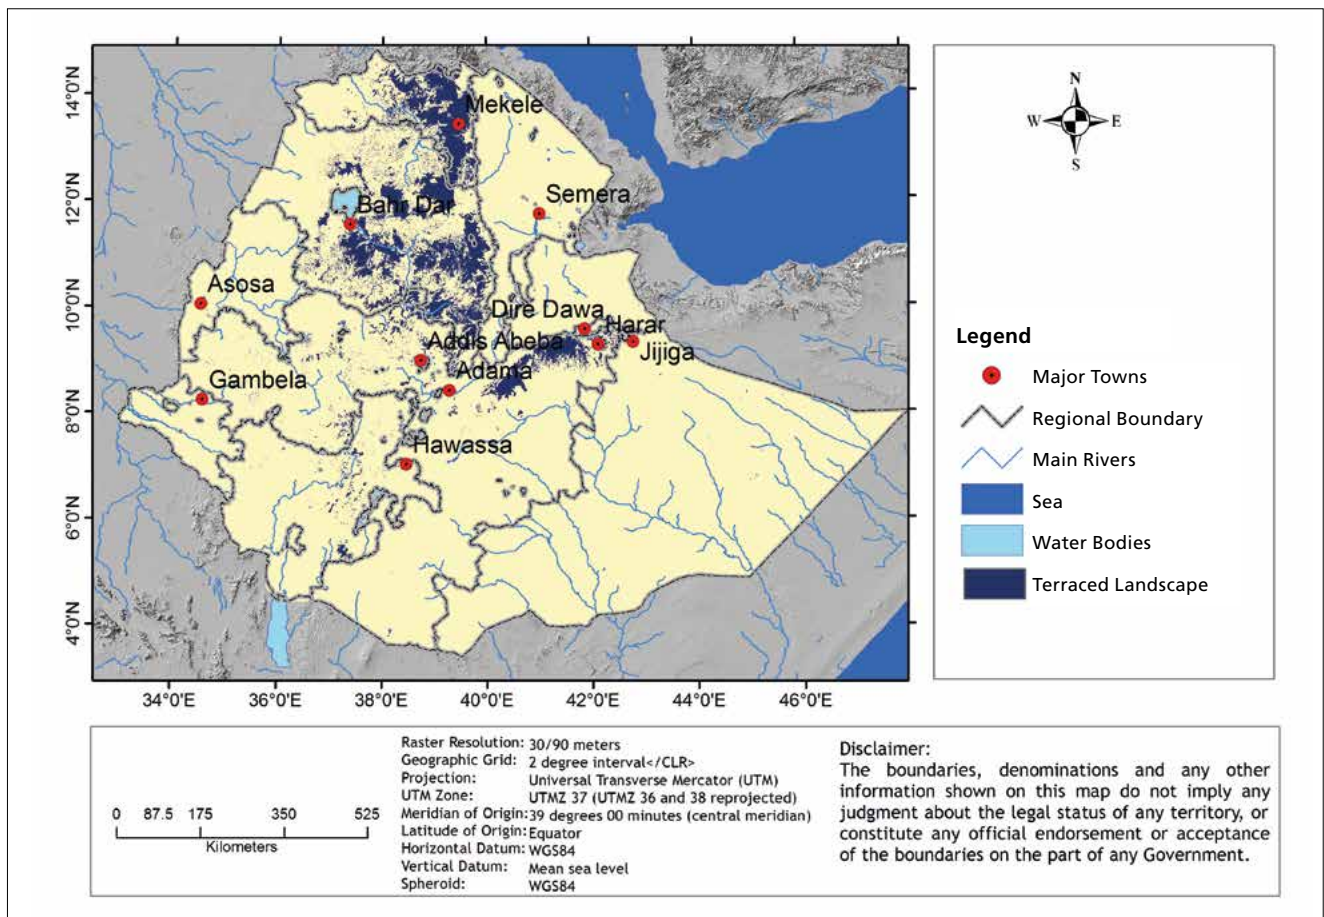 14°0'N
12°0'N
10°0'N
8°0'N
6°0'N
4°0'N
34°0'E
36°0'E
38°0'E
40°0'E
42°0'E
44°0'E
46°0'E
Mekele
Semera
Bahr Dar
Asosa
Dire Dawa
Harar
Addis Abeba
Jijiga
Adama
Gambela
Hawassa
N
W
E
S
Legend
Major Towns
Regional Boundary
Main Rivers
Sea
Water Bodies
Terraced Landscape
0 87.5 175 350 525
Kilometers
Raster Resolution: 30/90 meters
Geographic Grid: 2 degree interval</CLR>
Projection: Universal Transverse Mercator (UTM)
UTM Zone: UTMZ 37 (UTMZ 36 and 38 reprojected)
Meridian of Origin: 39 degrees 00 minutes (central meridian)
Latitude of Origin: Equator
Horizontal Datum: WGS84
Vertical Datum: Mean sea level
Spheroid: WGS84
Disclaimer:
The boundaries, denominations and any other
information shown on this map do not imply any
judgment about the legal status of any territory, or
constitute any official endorsement or acceptance
of the boundaries on the part of any Government.